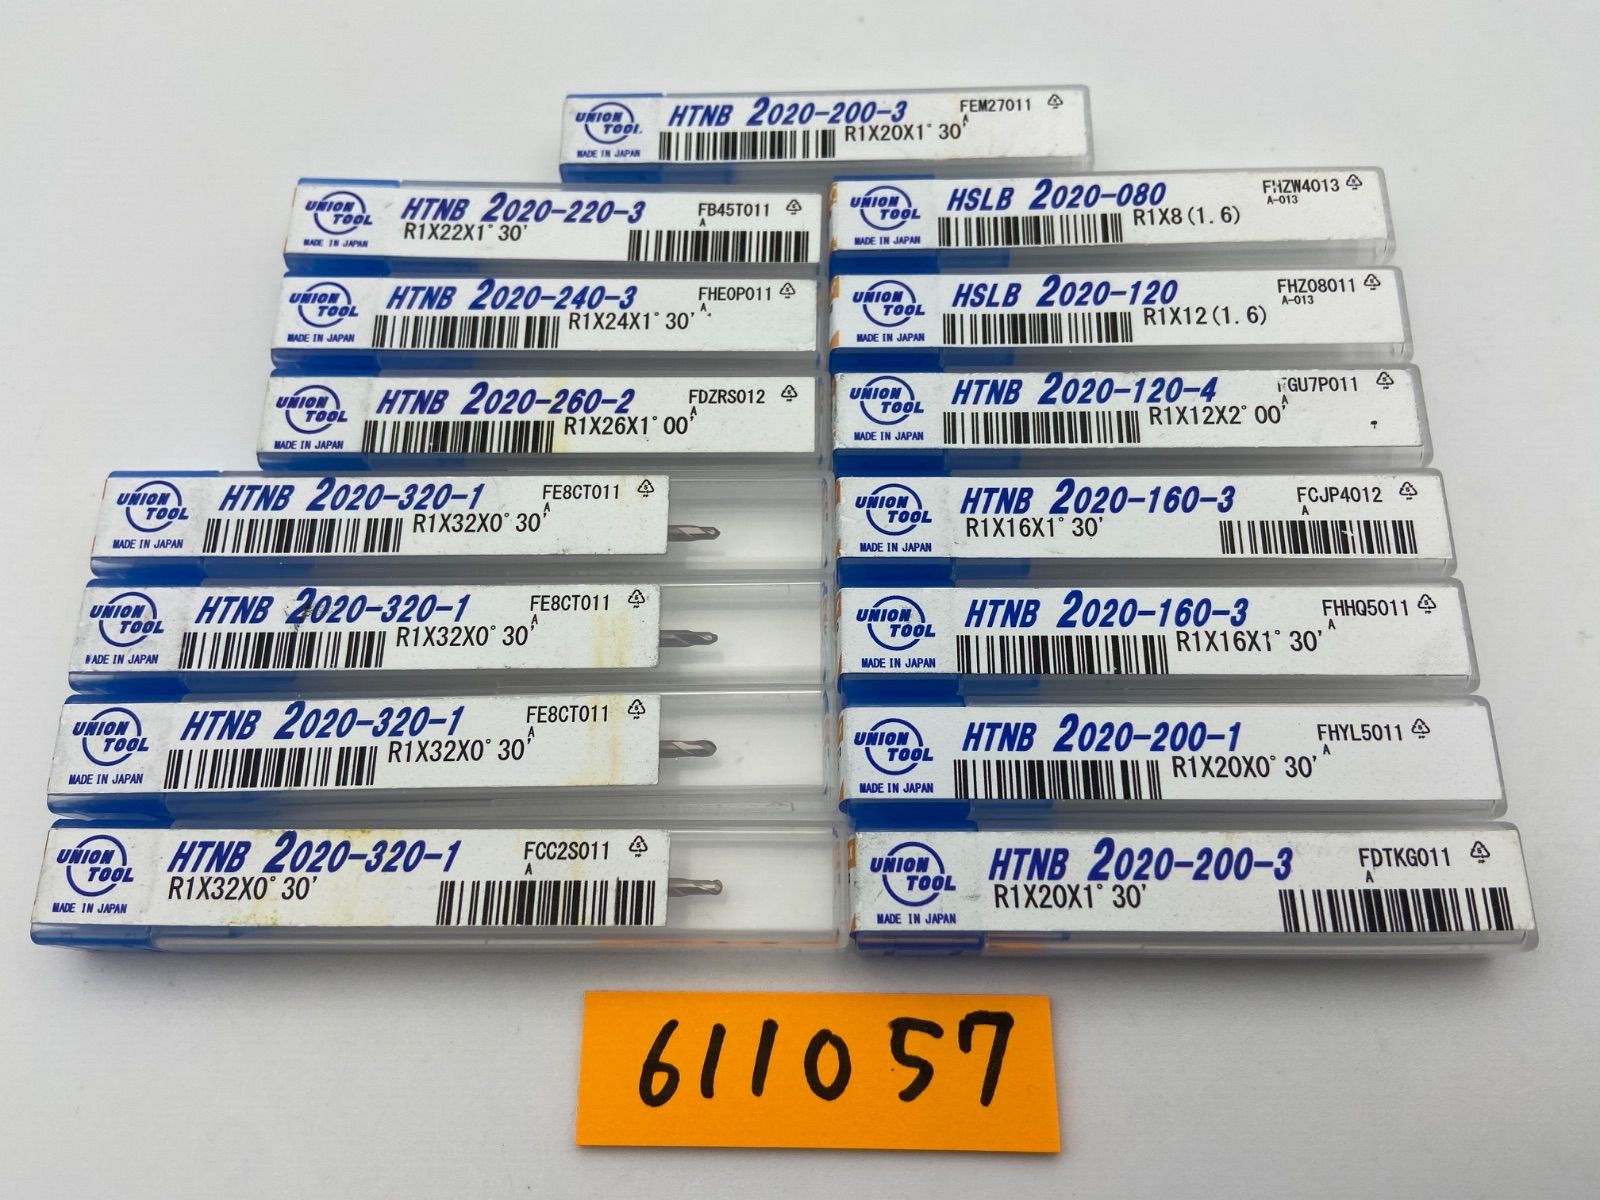 UNION TOOL
MADE IN JAPAN
HTNB 2020-200-3
FEM27011
A
R1X20X1°30'
UNION TOOL
MADE IN JAPAN
HTNB 2020-220-3
FB45T011
A
R1X22X1°30'
UNION TOOL
MADE IN JAPAN
HTNB 2020-240-3
FHE0P011
A
R1X24X1°30'
UNION TOOL
MADE IN JAPAN
HTNB 2020-260-2
FDZRS012
A
R1X26X1°00'
UNION TOOL
MADE IN JAPAN
HTNB 2020-320-1
FE8CT011
A
R1X32X0°30'
UNION TOOL
MADE IN JAPAN
HTNB 2020-320-1
FE8CT011
A
R1X32X0°30'
UNION TOOL
MADE IN JAPAN
HTNB 2020-320-1
FE8CT011
A
R1X32X0°30'
UNION TOOL
MADE IN JAPAN
HTNB 2020-320-1
FCC2S011
A
R1X32X0°30'
UNION TOOL
MADE IN JAPAN
HSLB 2020-080
FHZW4013
A-013
R1X8(1.6)
UNION TOOL
MADE IN JAPAN
HSLB 2020-120
FHZ08011
A-013
R1X12(1.6)
UNION TOOL
MADE IN JAPAN
HTNB 2020-120-4
FGU7P011
A
R1X12X2°00'
UNION TOOL
MADE IN JAPAN
HTNB 2020-160-3
FCJP4012
A
R1X16X1°30'
UNION TOOL
MADE IN JAPAN
HTNB 2020-160-3
FHHQ5011
A
R1X16X1°30'
UNION TOOL
MADE IN JAPAN
HTNB 2020-200-1
FHYL5011
A
R1X20X0°30'
UNION TOOL
MADE IN JAPAN
HTNB 2020-200-3
FDTKG011
A
R1X20X1°30'
611057